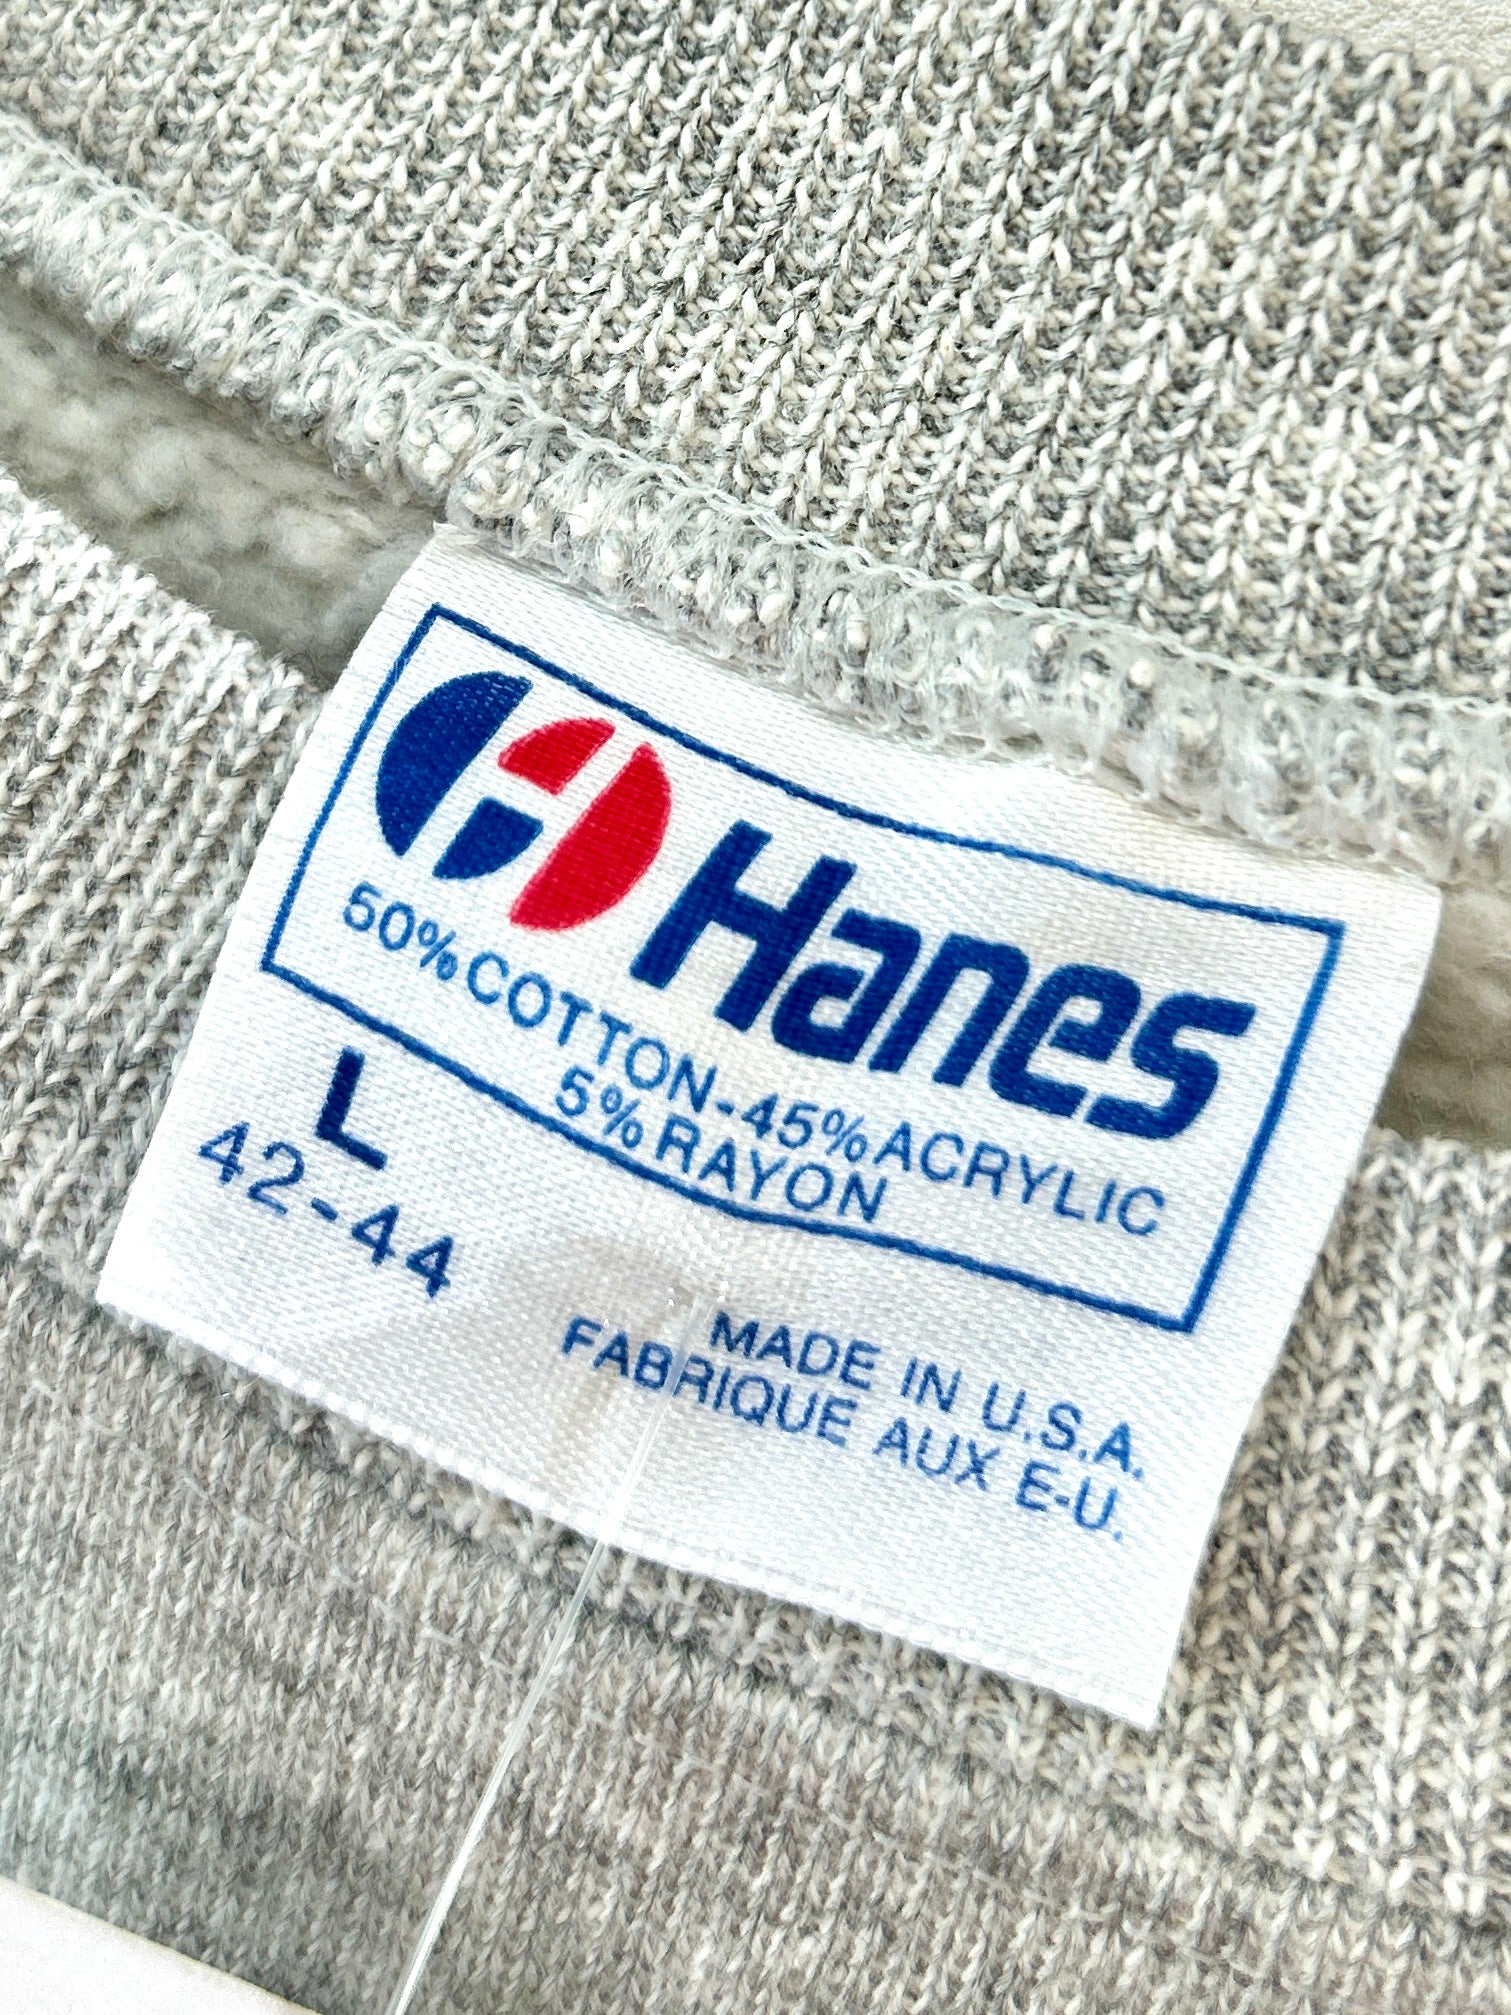 Hanes
50% COTTON-45% ACRYLIC
5% RAYON
L
42-44
MADE IN U.S.A.
FABRIQUE AUX E-U.